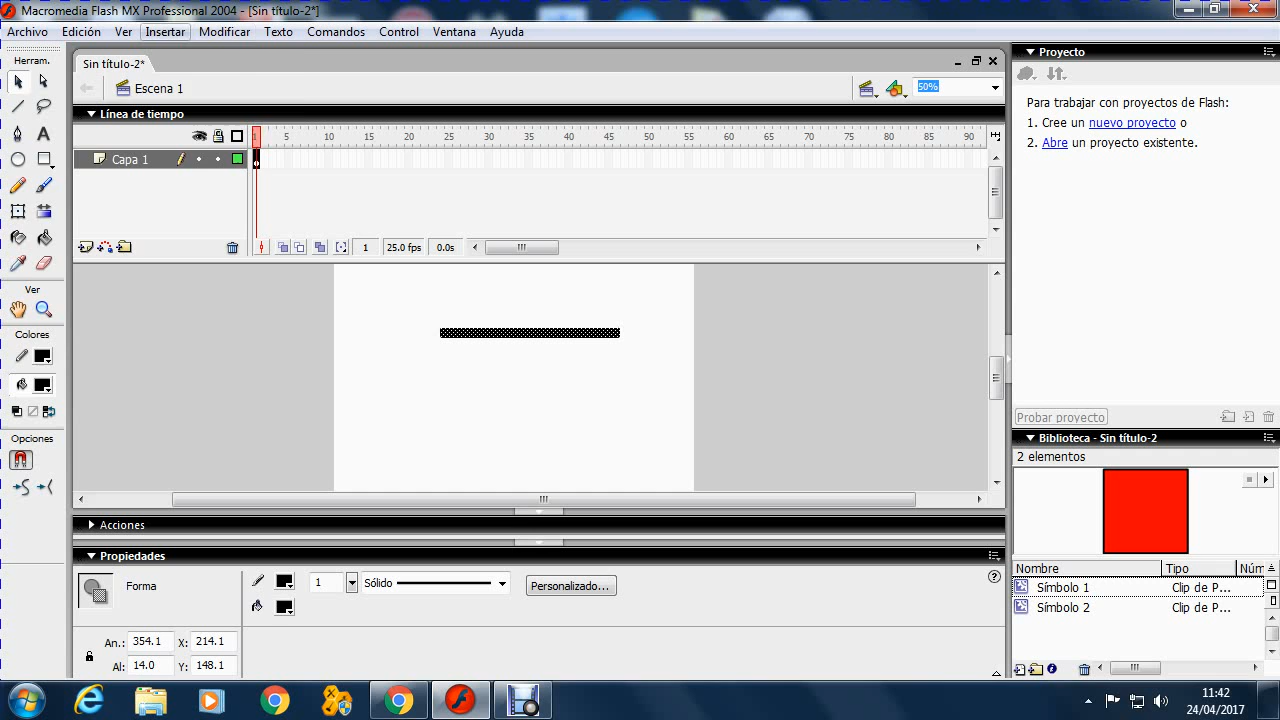 Macromedia Flash MX Professional 2004 - [Sin título-2*]
Archivo Edición Ver Insertar Modificar Texto Comandos Control Ventana Ayuda
Herram.
Sin título-2*
Escena 1
50%
Línea de tiempo
1 5 10 15 20 25 30 35 40 45 50 55 60 65 70 75 80 85 90
Capa 1
1 25.0 fps 0.0s
Ver
Colores
Opciones
Acciones
Propiedades
Forma
1 Sólido Personalizado...
An.: 354.1 X: 214.1
Al: 14.0 Y: 148.1
Proyecto
Para trabajar con proyectos de Flash:
1. Cree un nuevo proyecto o
2. Abre un proyecto existente.
Probar proyecto
Biblioteca - Sin título-2
2 elementos
Nombre Tipo Núm
Símbolo 1 Clip de P...
Símbolo 2 Clip de P...
11:42
24/04/2017